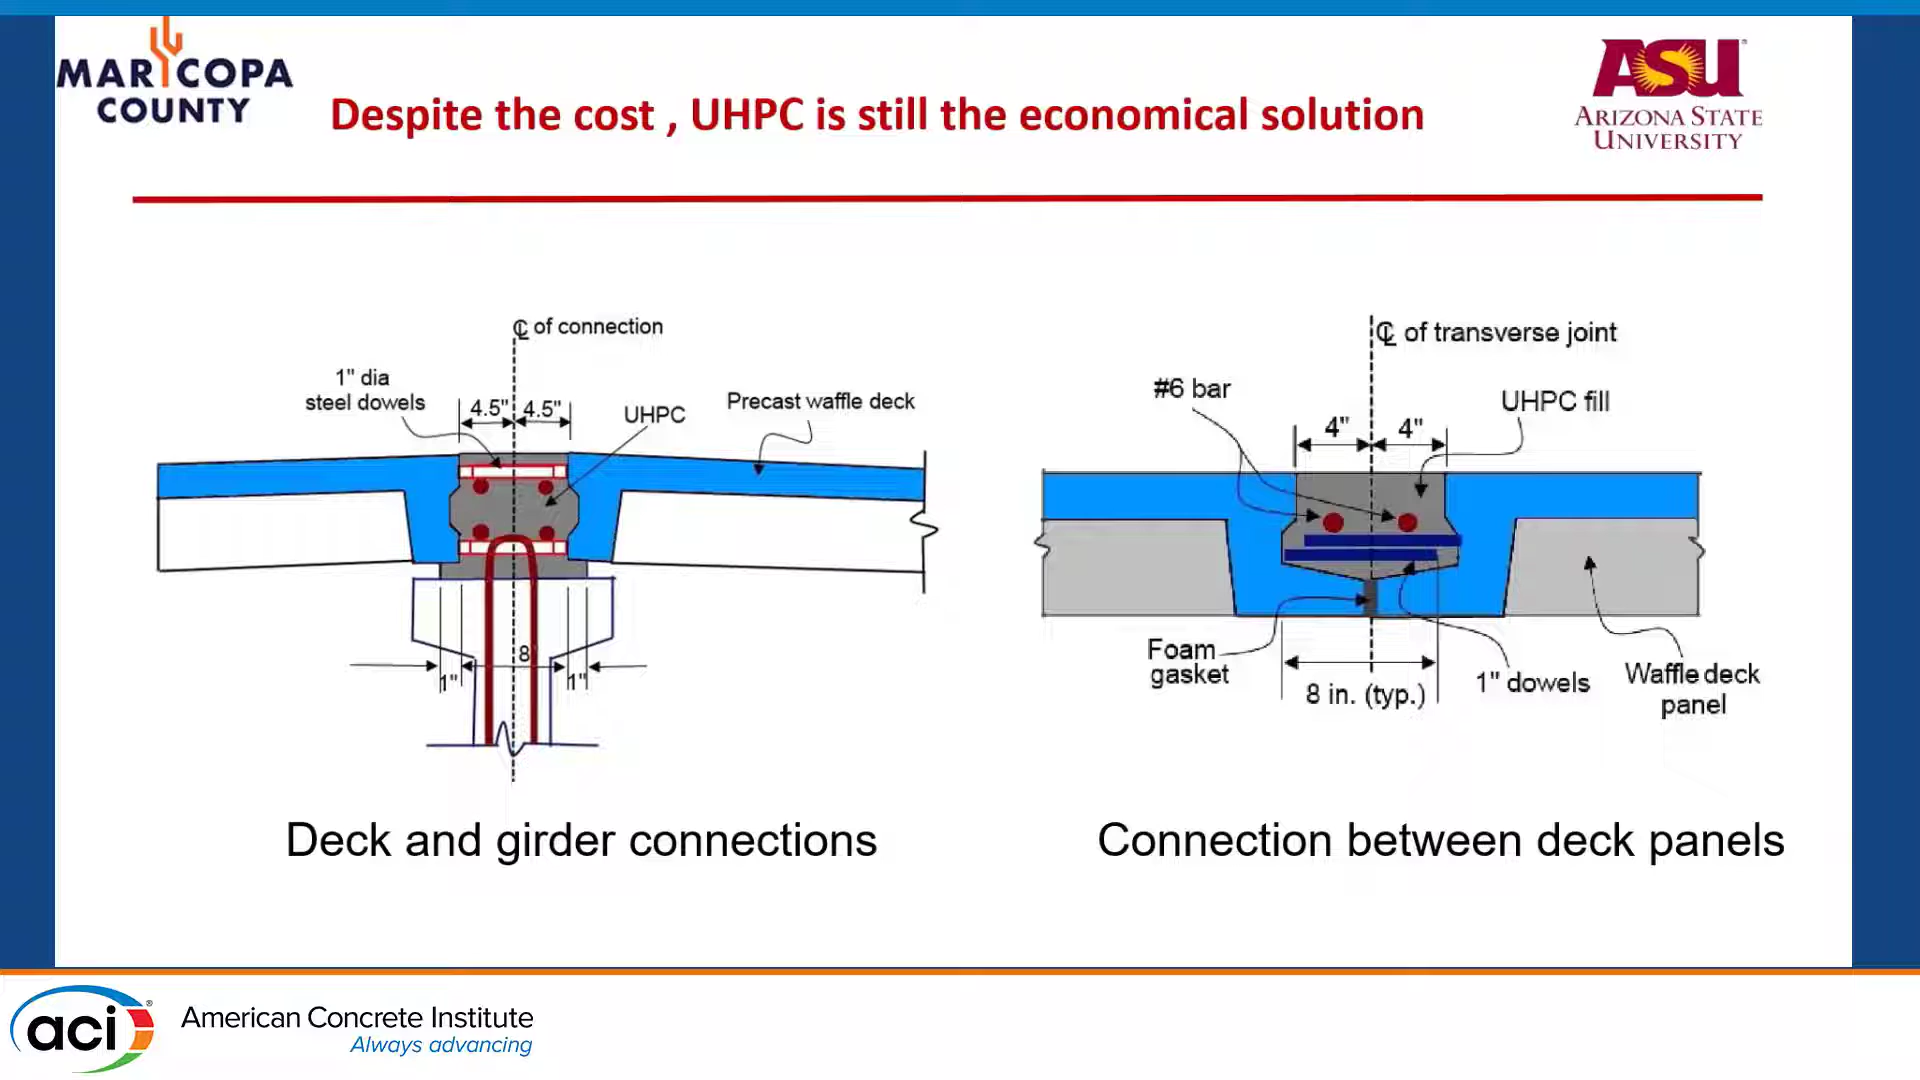 MARICOPA
COUNTY
Despite the cost , UHPC is still the economical solution
ASU
ARIZONA STATE
UNIVERSITY
℄ of connection
1" dia
steel dowels
4.5" 4.5"
UHPC
Precast waffle deck
8
1" 1"
Deck and girder connections
℄ of transverse joint
#6 bar
UHPC fill
4" 4"
Foam
gasket
8 in. (typ.)
1" dowels
Waffle deck
panel
Connection between deck panels
aci
American Concrete Institute
Always advancing